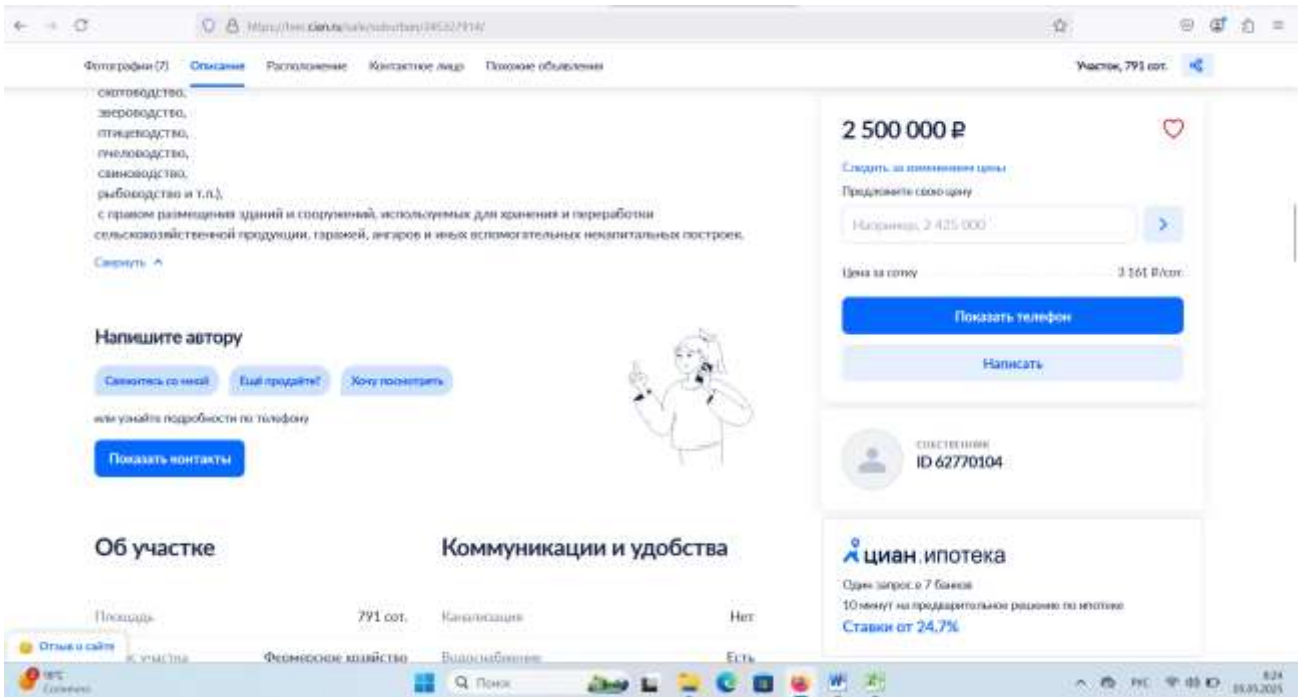 Фотографии (7) Описание Расположение Контактное лицо Похожие объявления
Участок, 791 сот.
скотоводство,
звероводство,
птицеводство,
пчеловодство,
свиноводство,
рыбоводство и т.п.),
с правом размещения зданий и сооружений, используемых для хранения и переработки
сельскохозяйственной продукции, гаражей, ангаров и иных вспомогательных некапитальных построек.
Свернуть
Напишите автору
Свяжитесь со мной Ещё продаёте? Хочу посмотреть
или узнайте подробности по телефону
Показать контакты
Об участке
Площадь 791 сот.
участка Фермерское хозяйство
Коммуникации и удобства
Канализация Нет
Водоснабжение Есть
2 500 000 ₽
Следить за изменением цены
Предложите свою цену
Например, 2 425 000
Цена за сотку 3 161 ₽/сот.
Показать телефон
Написать
СОБСТВЕННИК
ID 62770104
циан.ипотека
Один запрос в 7 банков
10 минут на предварительное решение по ипотеке
Ставки от 24,7%
Отзыв о сайте
Солнечно
Поиск
РУС
8:24